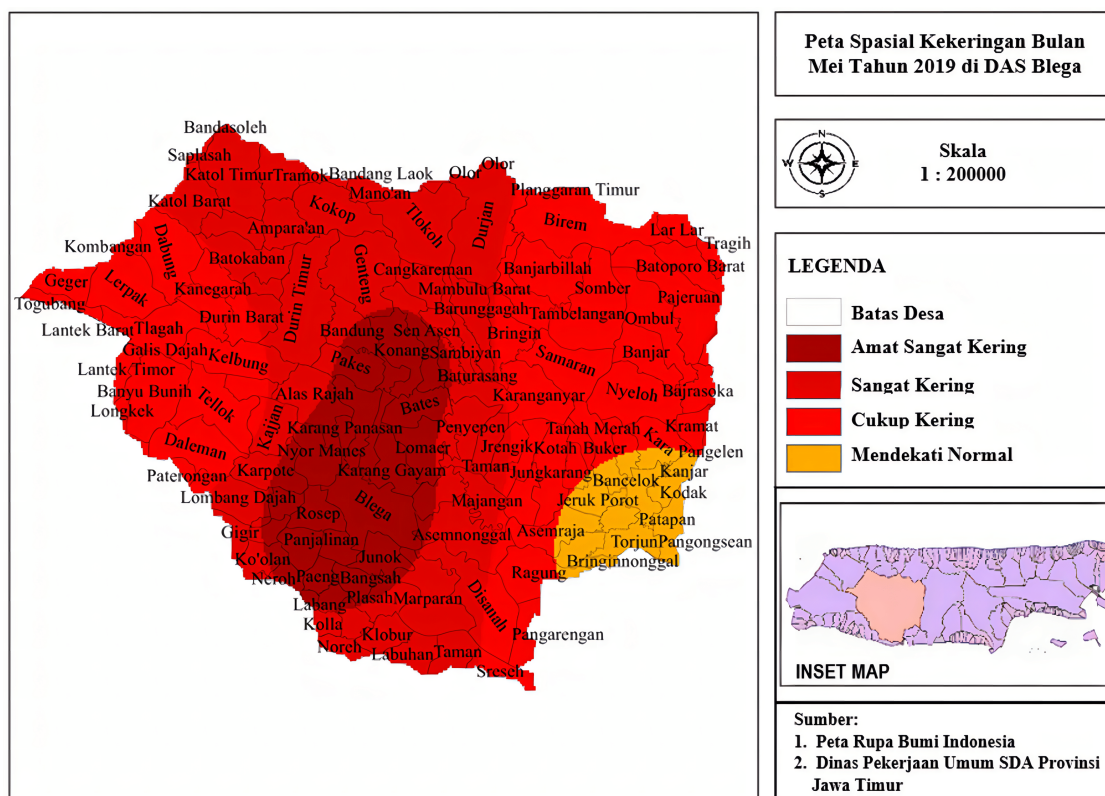 Peta Spasial Kekeringan Bulan
Mei Tahun 2019 di DAS Blega
N
W E
S
Skala
1 : 200000
LEGENDA
Batas Desa
Amat Sangat Kering
Sangat Kering
Cukup Kering
Mendekati Normal
INSET MAP
Sumber:
1. Peta Rupa Bumi Indonesia
2. Dinas Pekerjaan Umum SDA Provinsi
Jawa Timur
Bandasoleh
Saplasah
Katol Timur
Tramok
Bandang Laok
Olor
Olor
Mano'an
Planggaran Timur
Katol Barat
Kokop
Tlokoh
Durjan
Birem
Ampara'an
Lar Lar
Tragih
Kombangan
Dabung
Batokaban
Genteng
Cangkareman
Banjarbillah
Batoporo Barat
Geger
Lerpak
Kanegarah
Durin Timur
Mambulu Barat
Somber
Pajeruan
Togubang
Durin Barat
Barunggagah
Tambelangan
Ombul
Lantek Barat
Tlagah
Bandung
Sen Asen
Bringin
Galis Dajah
Kelbung
Pakes
Konang
Sambiyan
Samaran
Banjar
Lantek Timor
Baturasang
Banyu Bunih
Tellok
Alas Rajah
Karanganyar
Nyeloh
Bajrasoka
Longkek
Kajjan
Bates
Karang Panasan
Penyepen
Tanah Merah
Kramat
Daleman
Nyor Manes
Lomaer
Jrengik
Kotah Buker
Kara
Pangelen
Paterongan
Karpote
Karang Gayam
Taman
Jungkarang
Kanjar
Bancelok
Lombang Dajah
Blega
Majangan
Jeruk Porot
Kodak
Rosep
Patapan
Gigir
Panjalinan
Asemnonggal
Asemraja
Torjun
Pangongsean
Ko'olan
Junok
Bringinnonggal
Neroh
Paeng
Bangsah
Ragung
Labang
Plasah
Marparan
Disanah
Kolla
Klobur
Pangarengan
Noreh
Labuhan
Taman
Sreseh